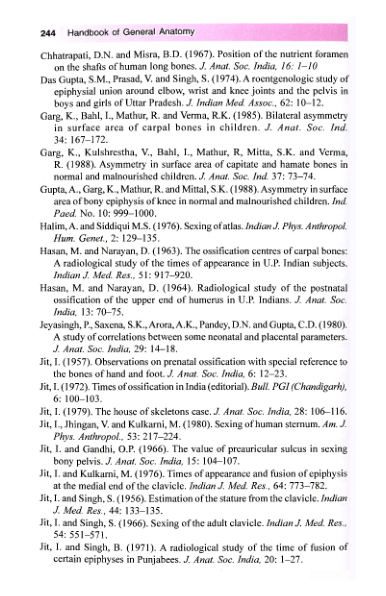 244 Handbook of General Anatomy
Chhatrapati, D.N. and Misra, B.D. (1967). Position of the nutrient foramen
on the shafts of human long bones. J. Anat. Soc. India, 16: 1–10
Das Gupta, S.M., Prasad, V. and Singh, S. (1974). A roentgenologic study of
epiphysial union around elbow, wrist and knee joints and the pelvis in
boys and girls of Uttar Pradesh. J. Indian Med. Assoc., 62: 10–12.
Garg, K., Bahl, I., Mathur, R. and Verma, R.K. (1985). Bilateral asymmetry
in surface area of carpal bones in children. J. Anat. Soc. Ind.
34: 167–172.
Garg, K., Kulshrestha, V., Bahl, I., Mathur, R, Mitta, S.K. and Verma,
R. (1988). Asymmetry in surface area of capitate and hamate bones in
normal and malnourished children. J. Anat. Soc. Ind. 37: 73–74.
Gupta, A., Garg, K., Mathur, R. and Mittal, S.K. (1988). Asymmetry in surface
area of bony epiphysis of knee in normal and malnourished children. Ind.
Paed. No. 10: 999–1000.
Halim, A. and Siddiqui M.S. (1976). Sexing of atlas. Indian J. Phys. Anthropol.
Hum. Genet., 2: 129–135.
Hasan, M. and Narayan, D. (1963). The ossification centres of carpal bones:
A radiological study of the times of appearance in U.P. Indian subjects.
Indian J. Med. Res., 51: 917–920.
Hasan, M. and Narayan, D. (1964). Radiological study of the postnatal
ossification of the upper end of humerus in U.P. Indians. J. Anat. Soc.
India, 13: 70–75.
Jeyasingh, P., Saxena, S.K., Arora, A.K., Pandey, D.N. and Gupta, C.D. (1980).
A study of correlations between some neonatal and placental parameters.
J. Anat. Soc. India, 29: 14–18.
Jit, I. (1957). Observations on prenatal ossification with special reference to
the bones of hand and foot. J. Anat. Soc. India, 6: 12–23.
Jit, I. (1972). Times of ossification in India (editorial). Bull. PGI (Chandigarh),
6: 100–103.
Jit, I. (1979). The house of skeletons case. J. Anat. Soc. India, 28: 106–116.
Jit, I., Jhingan, V. and Kulkarni, M. (1980). Sexing of human sternum. Am. J.
Phys. Anthropol., 53: 217–224.
Jit, I. and Gandhi, O.P. (1966). The value of preauricular sulcus in sexing
bony pelvis. J. Anat. Soc. India, 15: 104–107.
Jit, I. and Kulkarni, M. (1976). Times of appearance and fusion of epiphysis
at the medial end of the clavicle. Indian J. Med. Res., 64: 773–782.
Jit, I. and Singh, S. (1956). Estimation of the stature from the clavicle. Indian
J. Med. Res., 44: 133–135.
Jit, I. and Singh, S. (1966). Sexing of the adult clavicle. Indian J. Med. Res.,
54: 551–571.
Jit, I. and Singh, B. (1971). A radiological study of the time of fusion of
certain epiphyses in Punjabees. J. Anat. Soc. India, 20: 1–27.